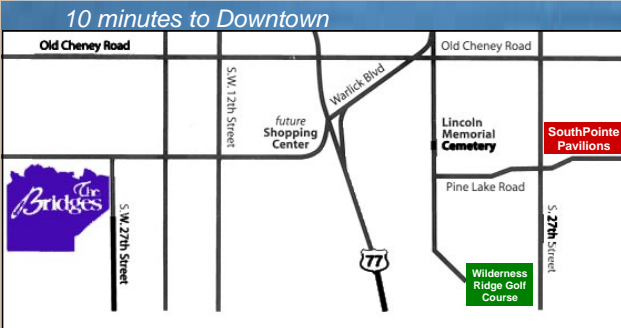 10 minutes to Downtown
Old Cheney Road
Old Cheney Road
S.W. 12th Street
Warlick Blvd
future
Shopping
Center
Lincoln
Memorial
Cemetery
SouthPointe
Pavilions
The
Bridges
S.W. 27th Street
Pine Lake Road
S. 27th Street
77
Wilderness
Ridge Golf
Course